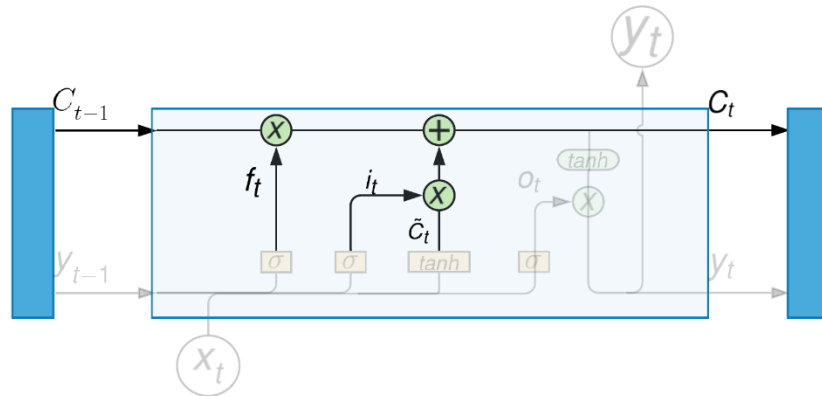 y_t
C_{t-1}
C_t
x
+
f_t
i_t
x
C̃_t
o_t
tanh
x
σ
σ
tanh
σ
y_{t-1}
y_t
x_t